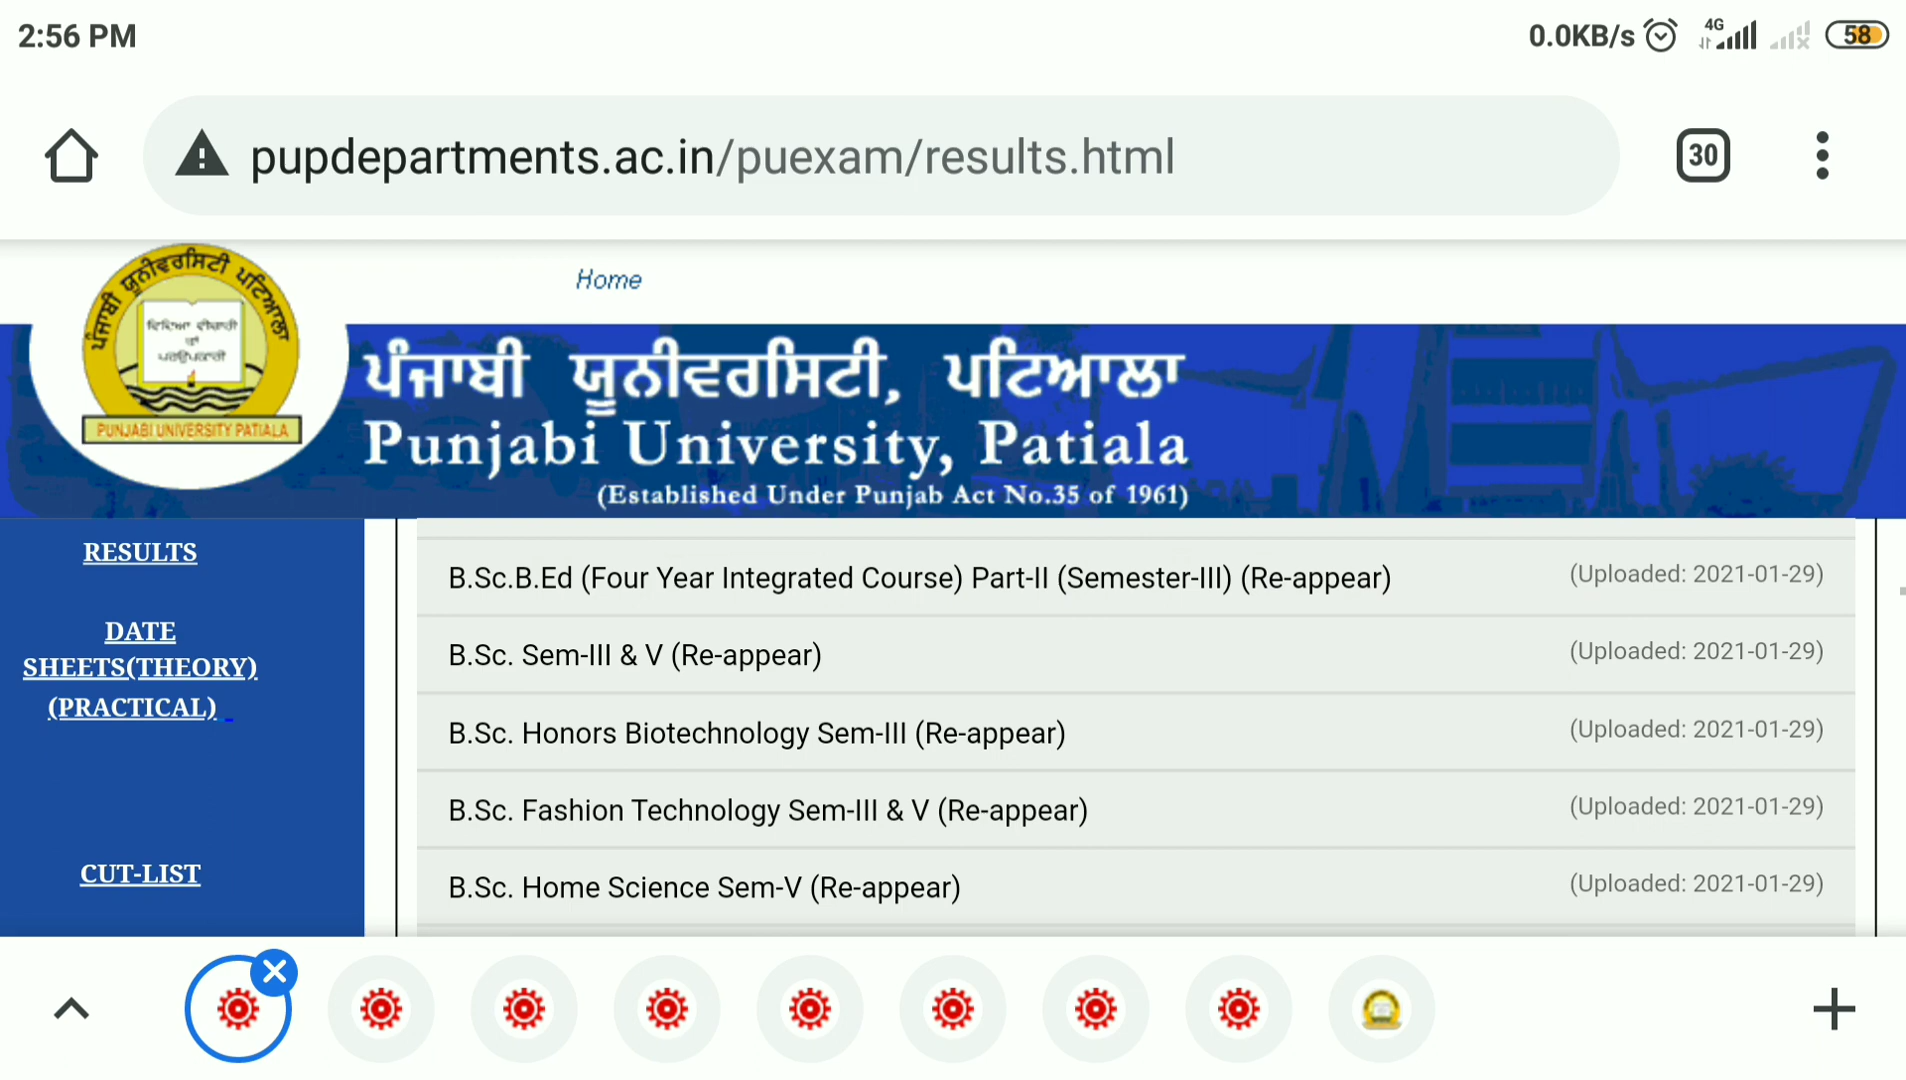 2:56 PM
0.0KB/s 4G 58
pupdepartments.ac.in/puexam/results.html
30
ਪੰਜਾਬੀ ਯੂਨੀਵਰਸਿਟੀ ਪਟਿਆਲਾ
ਵਿਦਿਆ ਵੀਚਾਰੀ
ਤਾਂ
ਪਰਉਪਕਾਰੀ
PUNJABI UNIVERSITY PATIALA
Home
ਪੰਜਾਬੀ ਯੂਨੀਵਰਸਿਟੀ, ਪਟਿਆਲਾ
Punjabi University, Patiala
(Established Under Punjab Act No.35 of 1961)
RESULTS
DATE
SHEETS(THEORY)
(PRACTICAL)
CUT-LIST
B.Sc.B.Ed (Four Year Integrated Course) Part-II (Semester-III) (Re-appear) (Uploaded: 2021-01-29)
B.Sc. Sem-III & V (Re-appear) (Uploaded: 2021-01-29)
B.Sc. Honors Biotechnology Sem-III (Re-appear) (Uploaded: 2021-01-29)
B.Sc. Fashion Technology Sem-III & V (Re-appear) (Uploaded: 2021-01-29)
B.Sc. Home Science Sem-V (Re-appear) (Uploaded: 2021-01-29)